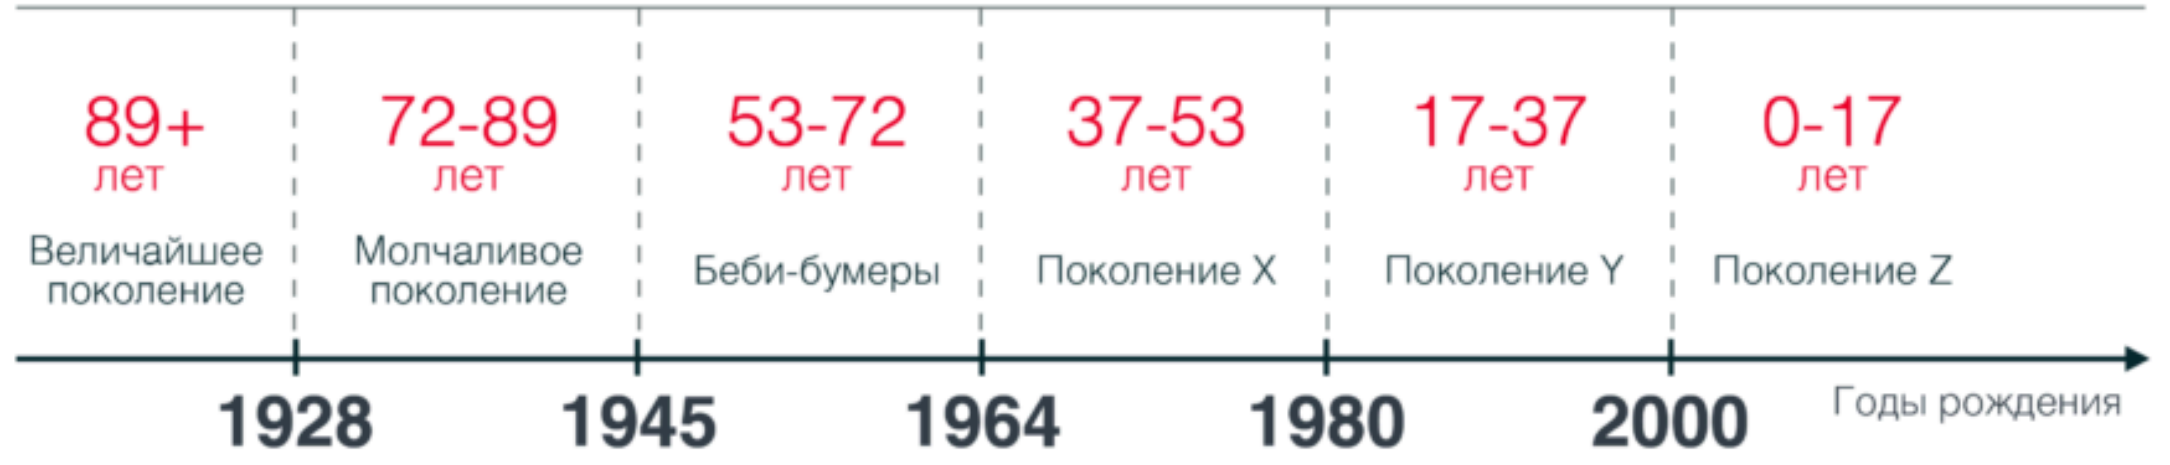 89+
лет
Величайшее
поколение
72-89
лет
Молчаливое
поколение
53-72
лет
Беби-бумеры
37-53
лет
Поколение X
17-37
лет
Поколение Y
0-17
лет
Поколение Z
1928
1945
1964
1980
2000
Годы рождения